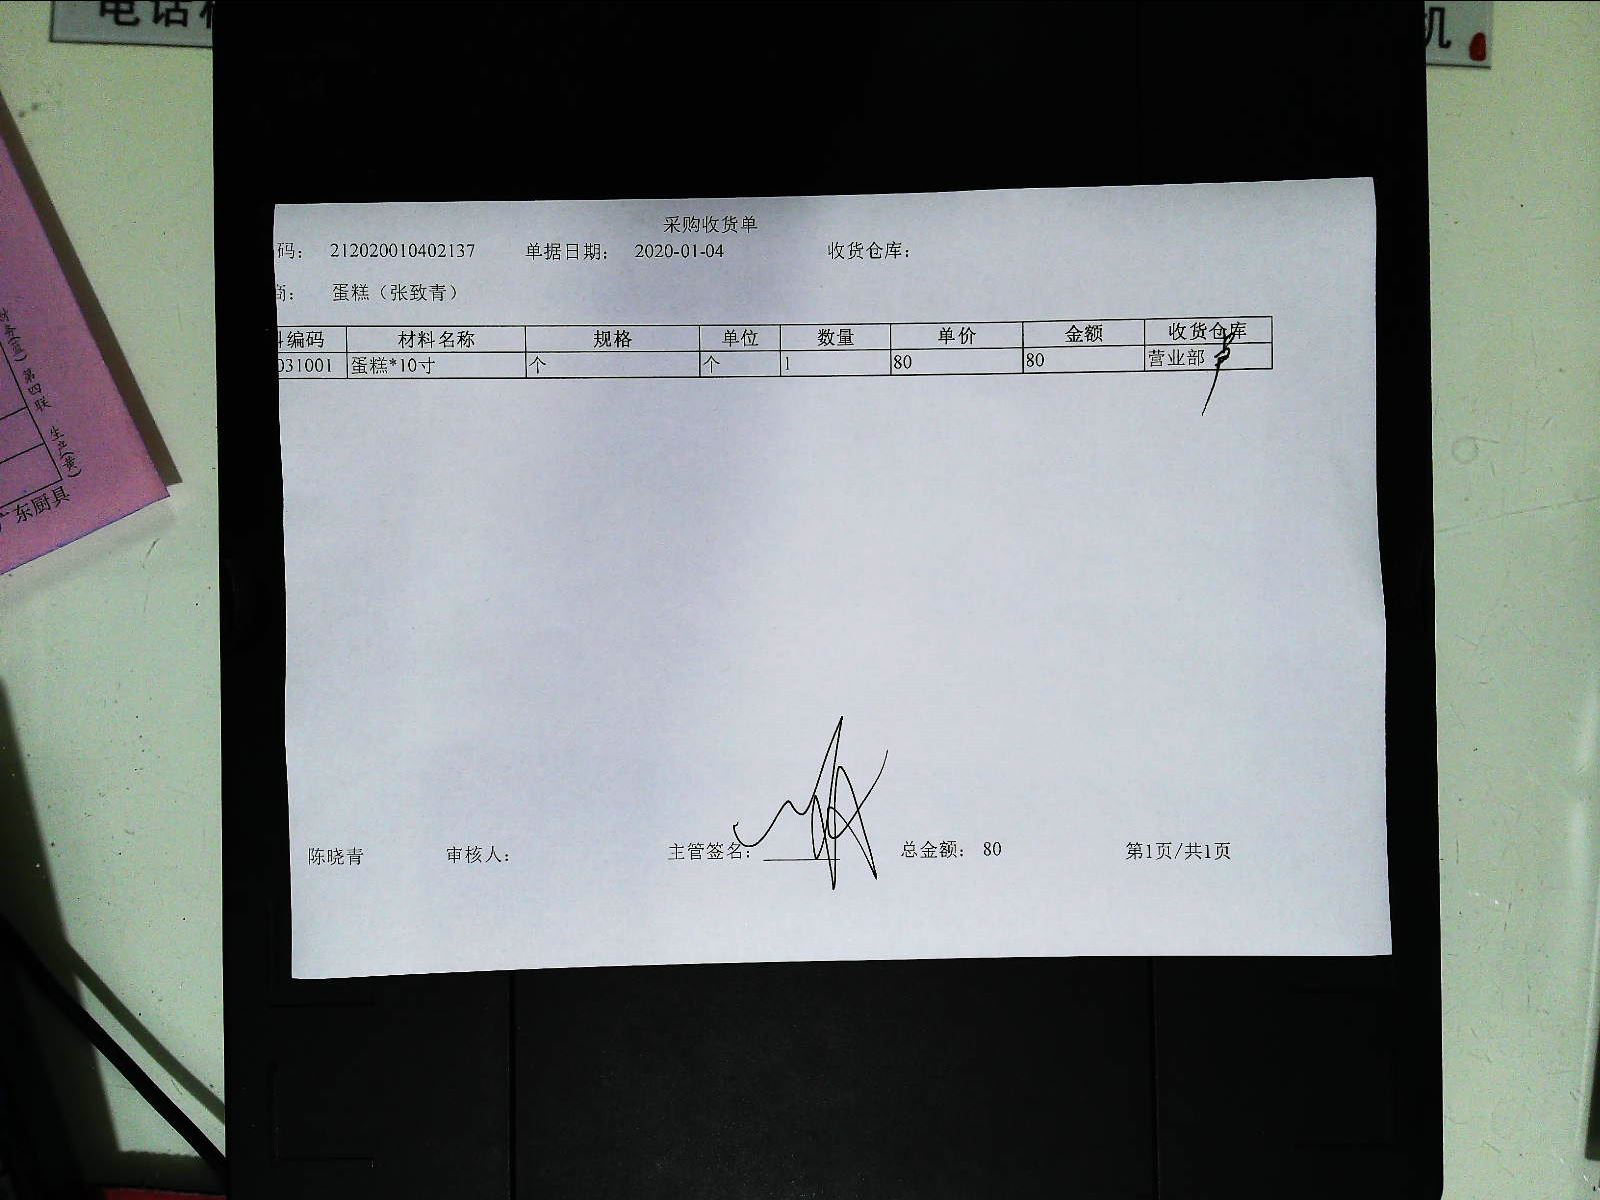 电话
机
采购收货单
码： 212020010402137 单据日期： 2020-01-04 收货仓库：
商： 蛋糕（张致青）
编码 材料名称 规格 单位 数量 单价 金额 收货仓库
031001 蛋糕*10寸 个 个 1 80 80 营业部
陈晓青 审核人： 主管签名： 总金额： 80 第1页/共1页
第四联 生产(黄)
广东厨具